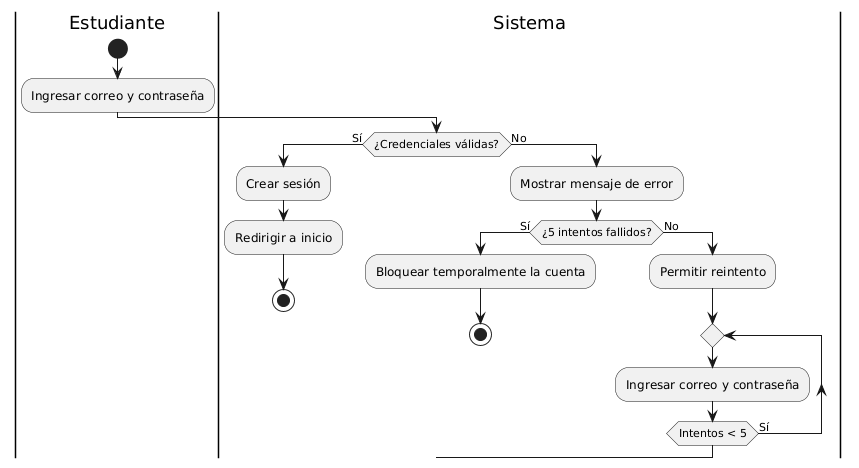 Estudiante
Sistema
Ingresar correo y contraseña
¿Credenciales válidas?
Sí
No
Crear sesión
Redirigir a inicio
Mostrar mensaje de error
¿5 intentos fallidos?
Sí
No
Bloquear temporalmente la cuenta
Permitir reintento
Ingresar correo y contraseña
Intentos < 5
Sí